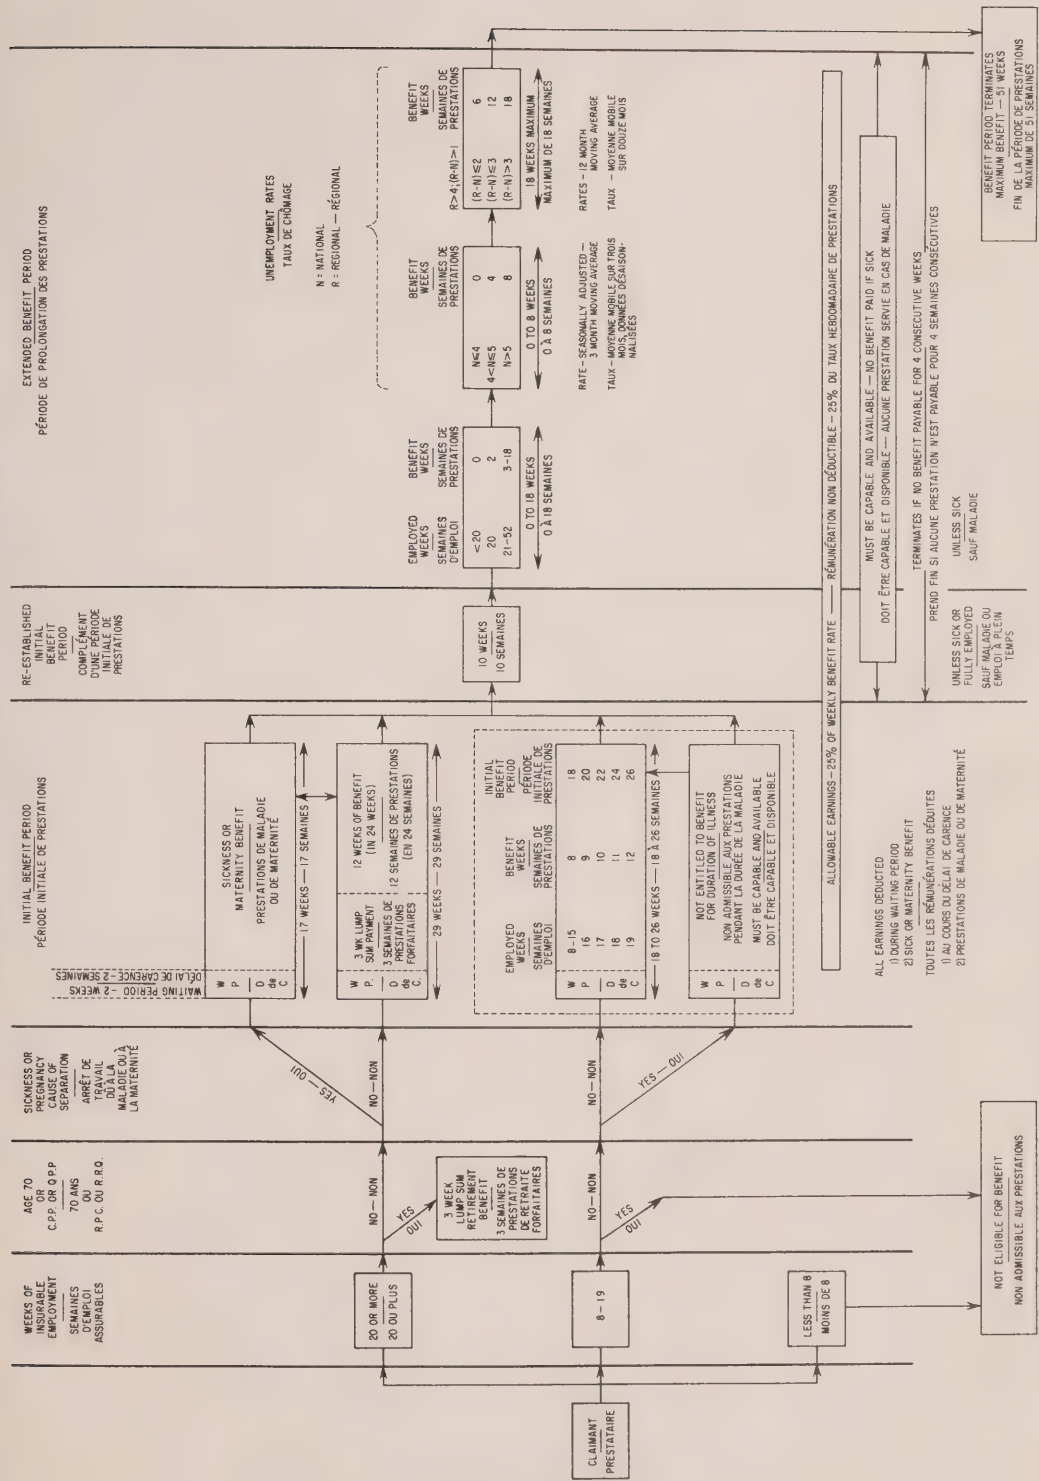 WEEKS OF
INSURABLE
EMPLOYMENT
SEMAINES
D'EMPLOI
ASSURABLES
AGE 70
OR
C.P.P. OR Q.P.P
70 ANS
OU
R.P.C. OU R.R.Q.
SICKNESS OR
PREGNANCY
CAUSE OF
SEPARATION
ARRÊT DE
TRAVAIL
DÛ À LA
MALADIE OU À
LA MATERNITÉ
INITIAL BENEFIT PERIOD
PÉRIODE INITIALE DE PRESTATIONS
RE-ESTABLISHED
INITIAL
BENEFIT
PERIOD
COMPLÉMENT
D'UNE PÉRIODE
INITIALE DE
PRESTATIONS
EXTENDED BENEFIT PERIOD
PÉRIODE DE PROLONGATION DES PRESTATIONS
CLAIMANT
PRESTATAIRE
20 OR MORE
20 OU PLUS
8-19
LESS THAN 8
MOINS DE 8
NO — NON
YES
OUI
3 WEEK
LUMP SUM
RETIREMENT
BENEFIT
3 SEMAINES DE
PRESTATIONS
DE RETRAITE
FORFAITAIRES
NO — NON
YES
OUI
NOT ELIGIBLE FOR BENEFIT
NON ADMISSIBLE AUX PRESTATIONS
YES — OUI
NO — NON
NO — NON
YES — OUI
WAITING PERIOD - 2 WEEKS
DÉLAI DE CARENCE - 2 SEMAINES
W
P
D
de
C
SICKNESS OR
MATERNITY BENEFIT
PRESTATIONS DE MALADIE
OU DE MATERNITÉ
17 WEEKS — 17 SEMAINES
W
P.
D
de
C.
3 WK LUMP
SUM PAYMENT
3 SEMAINES DE
PRESTATIONS
FORFAITAIRES
12 WEEKS OF BENEFIT
(IN 24 WEEKS)
12 SEMAINES DE PRESTATIONS
(EN 24 SEMAINES)
29 WEEKS — 29 SEMAINES
EMPLOYED
WEEKS
SEMAINES
D'EMPLOI
BENEFIT
WEEKS
SEMAINES DE
PRESTATIONS
INITIAL
BENEFIT
PERIOD
PÉRIODE
INITIALE DE
PRESTATIONS
W
P
D
de
C
8-15 8 18
16 9 20
17 10 22
18 11 24
19 12 26
18 TO 26 WEEKS — 18 À 26 SEMAINES
W
P
D
de
C
NOT ENTITLED TO BENEFIT
FOR DURATION OF ILLNESS
NON ADMISSIBLE AUX PRESTATIONS
PENDANT LA DURÉE DE LA MALADIE
MUST BE CAPABLE AND AVAILABLE
DOIT ÊTRE CAPABLE ET DISPONIBLE
10 WEEKS
10 SEMAINES
EMPLOYED
WEEKS
SEMAINES
D'EMPLOI
BENEFIT
WEEKS
SEMAINES DE
PRESTATIONS
<20 0
20 2
21-52 3-18
0 TO 18 WEEKS
0 À 18 SEMAINES
UNEMPLOYMENT RATES
TAUX DE CHÔMAGE
N = NATIONAL
R = REGIONAL — RÉGIONAL
BENEFIT
WEEKS
SEMAINES DE
PRESTATIONS
N≤4 0
4<N≤5 4
N>5 8
0 TO 8 WEEKS
0 À 8 SEMAINES
RATE — SEASONALLY ADJUSTED —
3 MONTH MOVING AVERAGE
TAUX — MOYENNE MOBILE SUR TROIS
MOIS, DONNÉES DÉSAISON-
NALISÉES
BENEFIT
WEEKS
SEMAINES DE
PRESTATIONS
R>4;(R-N)>1
(R-N)≤2 6
(R-N)≤3 12
(R-N)>3 18
18 WEEKS MAXIMUM
MAXIMUM DE 18 SEMAINES
RATES — 12 MONTH
MOVING AVERAGE
TAUX — MOYENNE MOBILE
SUR DOUZE MOIS
ALLOWABLE EARNINGS — 25% OF WEEKLY BENEFIT RATE — RÉMUNÉRATION NON DÉDUCTIBLE — 25% DU TAUX HEBDOMADAIRE DE PRESTATIONS
ALL EARNINGS DEDUCTED
1) DURING WAITING PERIOD
2) SICK OR MATERNITY BENEFIT
TOUTES LES RÉMUNÉRATIONS DÉDUITES
1) AU COURS DU DÉLAI DE CARENCE
2) PRESTATIONS DE MALADIE OU DE MATERNITÉ
MUST BE CAPABLE AND AVAILABLE — NO BENEFIT PAID IF SICK
DOIT ÊTRE CAPABLE ET DISPONIBLE — AUCUNE PRESTATION SERVIE EN CAS DE MALADIE
TERMINATES IF NO BENEFIT PAYABLE FOR 4 CONSECUTIVE WEEKS
PREND FIN SI AUCUNE PRESTATION N'EST PAYABLE POUR 4 SEMAINES CONSECUTIVES
UNLESS SICK OR
FULLY EMPLOYED
SAUF MALADIE OU
EMPLOI À PLEIN
TEMPS
UNLESS SICK
SAUF MALADIE
BENEFIT PERIOD TERMINATES
MAXIMUM BENEFIT — 51 WEEKS
FIN DE LA PÉRIODE DE PRESTATIONS
MAXIMUM DE 51 SEMAINES